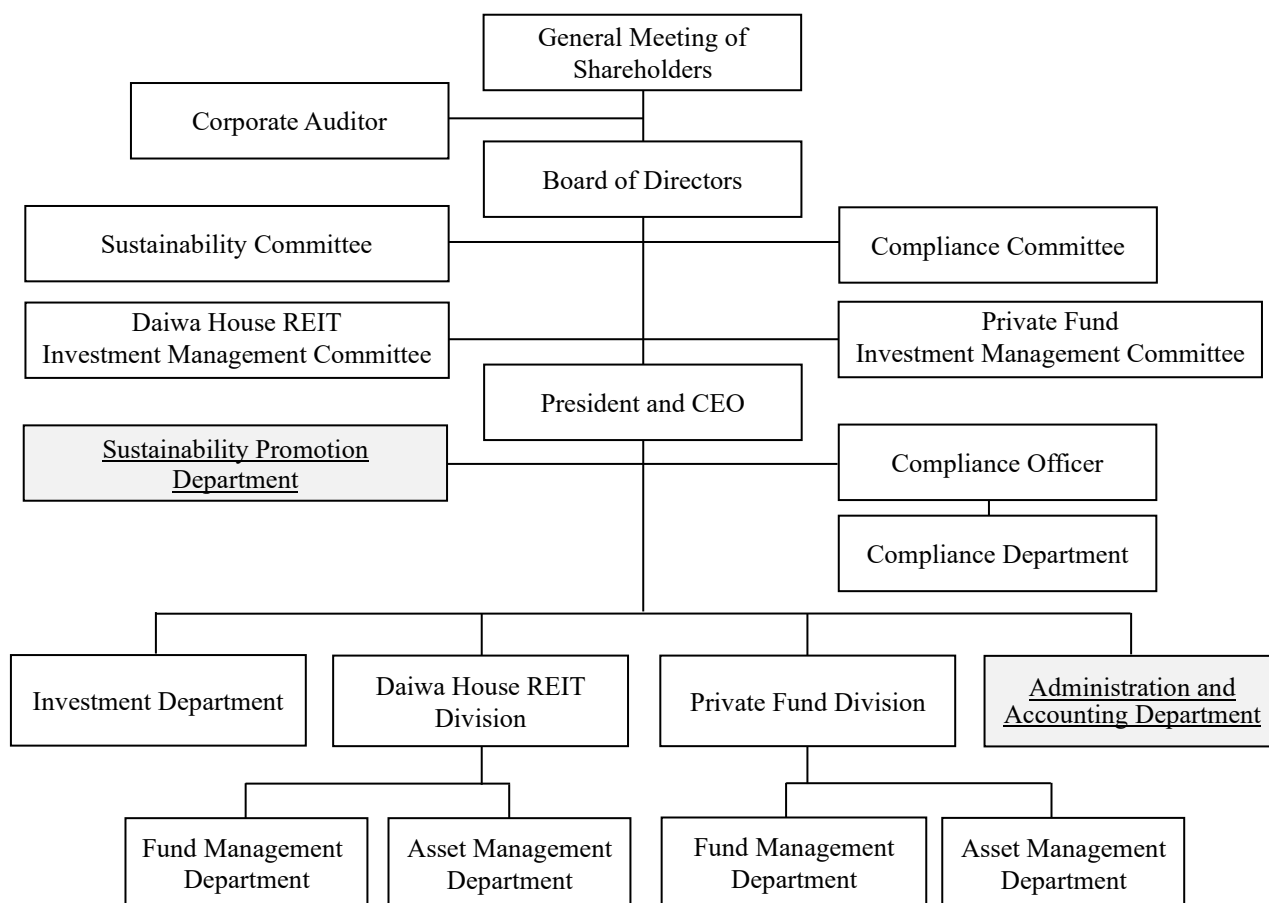 General Meeting of
Shareholders
Corporate Auditor
Board of Directors
Sustainability Committee
Compliance Committee
Daiwa House REIT
Investment Management Committee
Private Fund
Investment Management Committee
President and CEO
Sustainability Promotion
Department
Compliance Officer
Compliance Department
Investment Department
Daiwa House REIT
Division
Private Fund Division
Administration and
Accounting Department
Fund Management
Department
Asset Management
Department
Fund Management
Department
Asset Management
Department